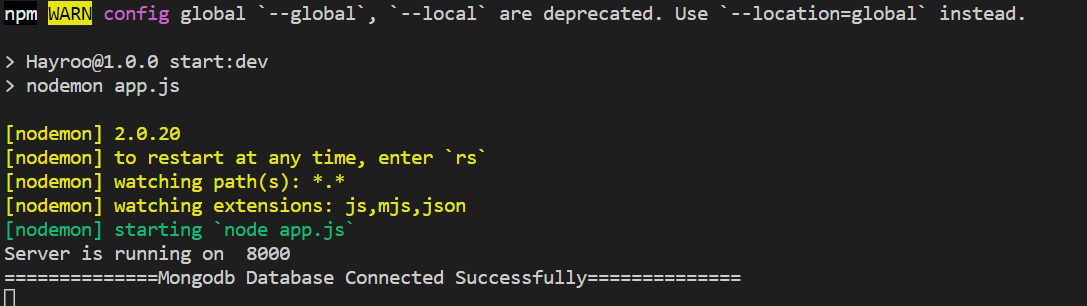 npm WARN config global `--global`, `--local` are deprecated. Use `--location=global` instead.
> Hayroo@1.0.0 start:dev
> nodemon app.js
[nodemon] 2.0.20
[nodemon] to restart at any time, enter `rs`
[nodemon] watching path(s): *.*
[nodemon] watching extensions: js,mjs,json
[nodemon] starting `node app.js`
Server is running on  8000
==============Mongodb Database Connected Successfully==============